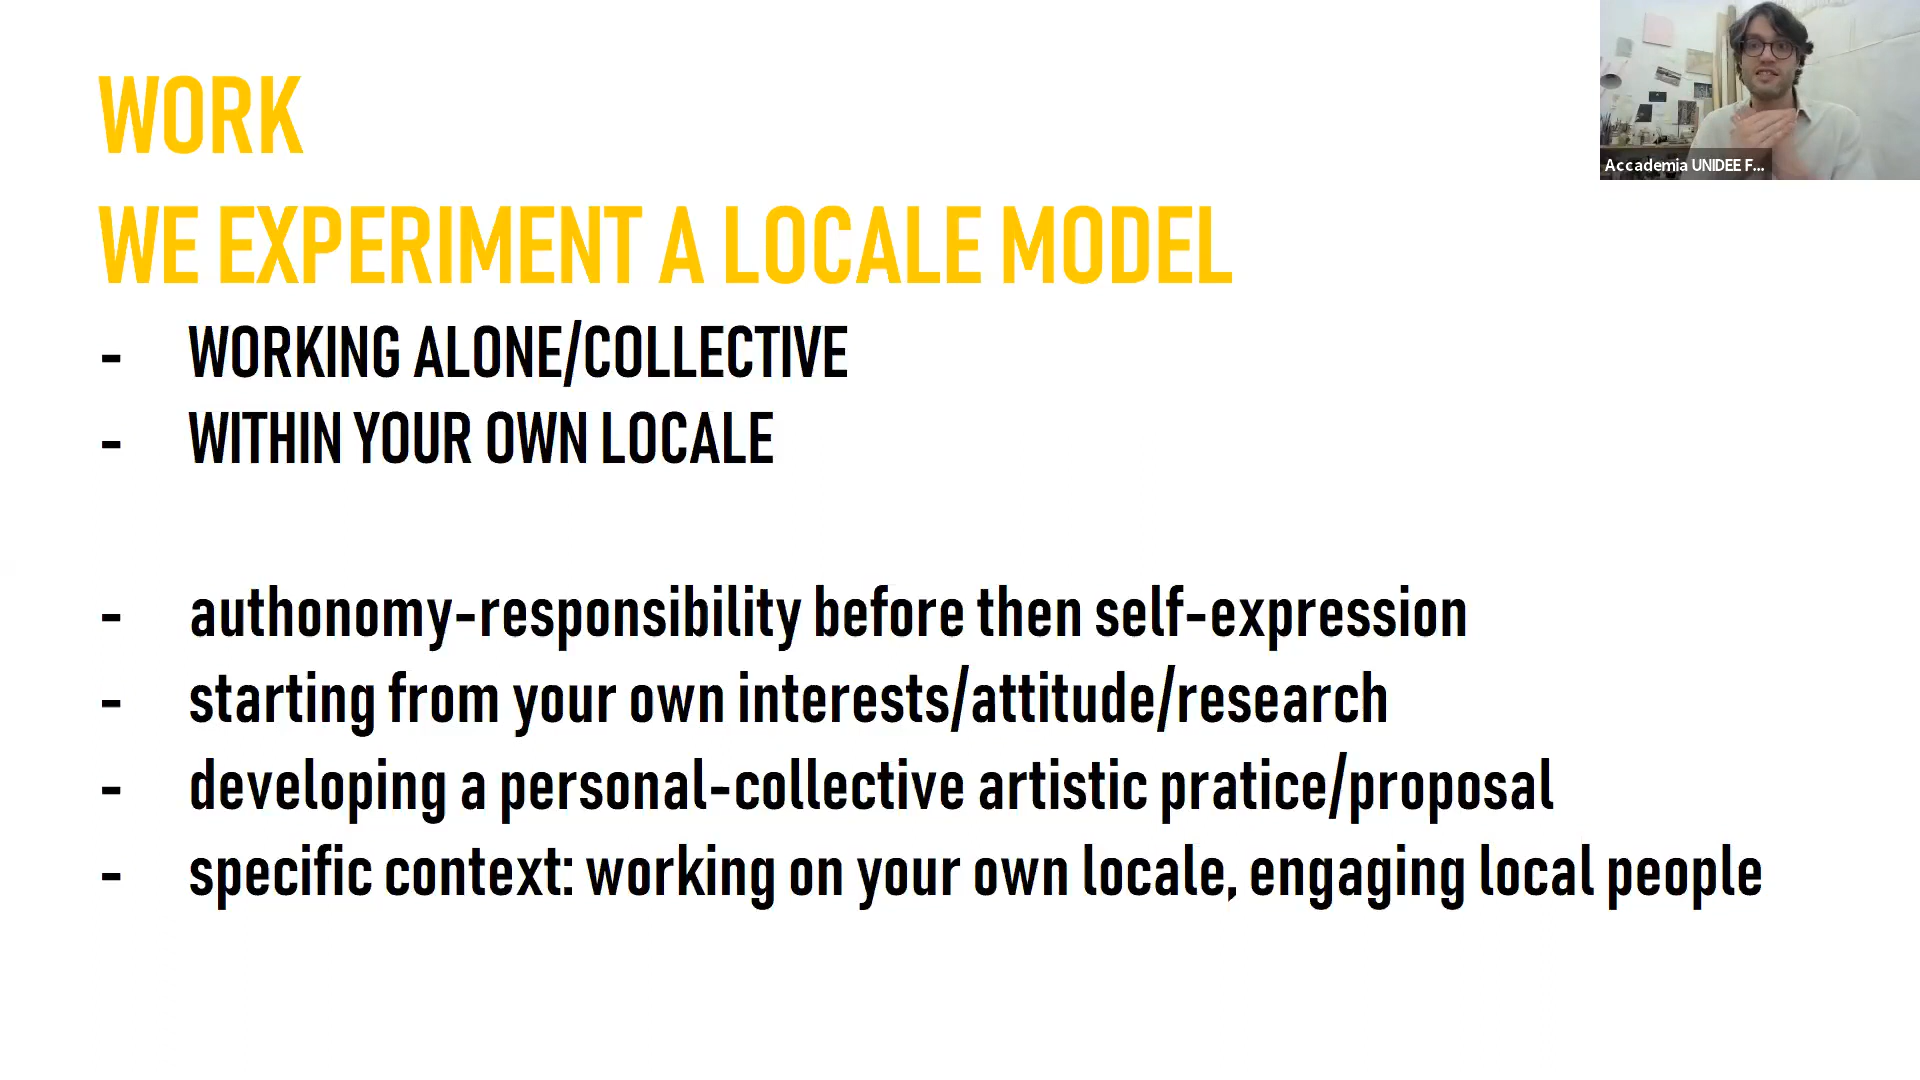 WORK
WE EXPERIMENT A LOCALE MODEL
- WORKING ALONE/COLLECTIVE
- WITHIN YOUR OWN LOCALE
- authonomy-responsibility before then self-expression
- starting from your own interests/attitude/research
- developing a personal-collective artistic pratice/proposal
- specific context: working on your own locale, engaging local people
Accademia UNIDEE F...